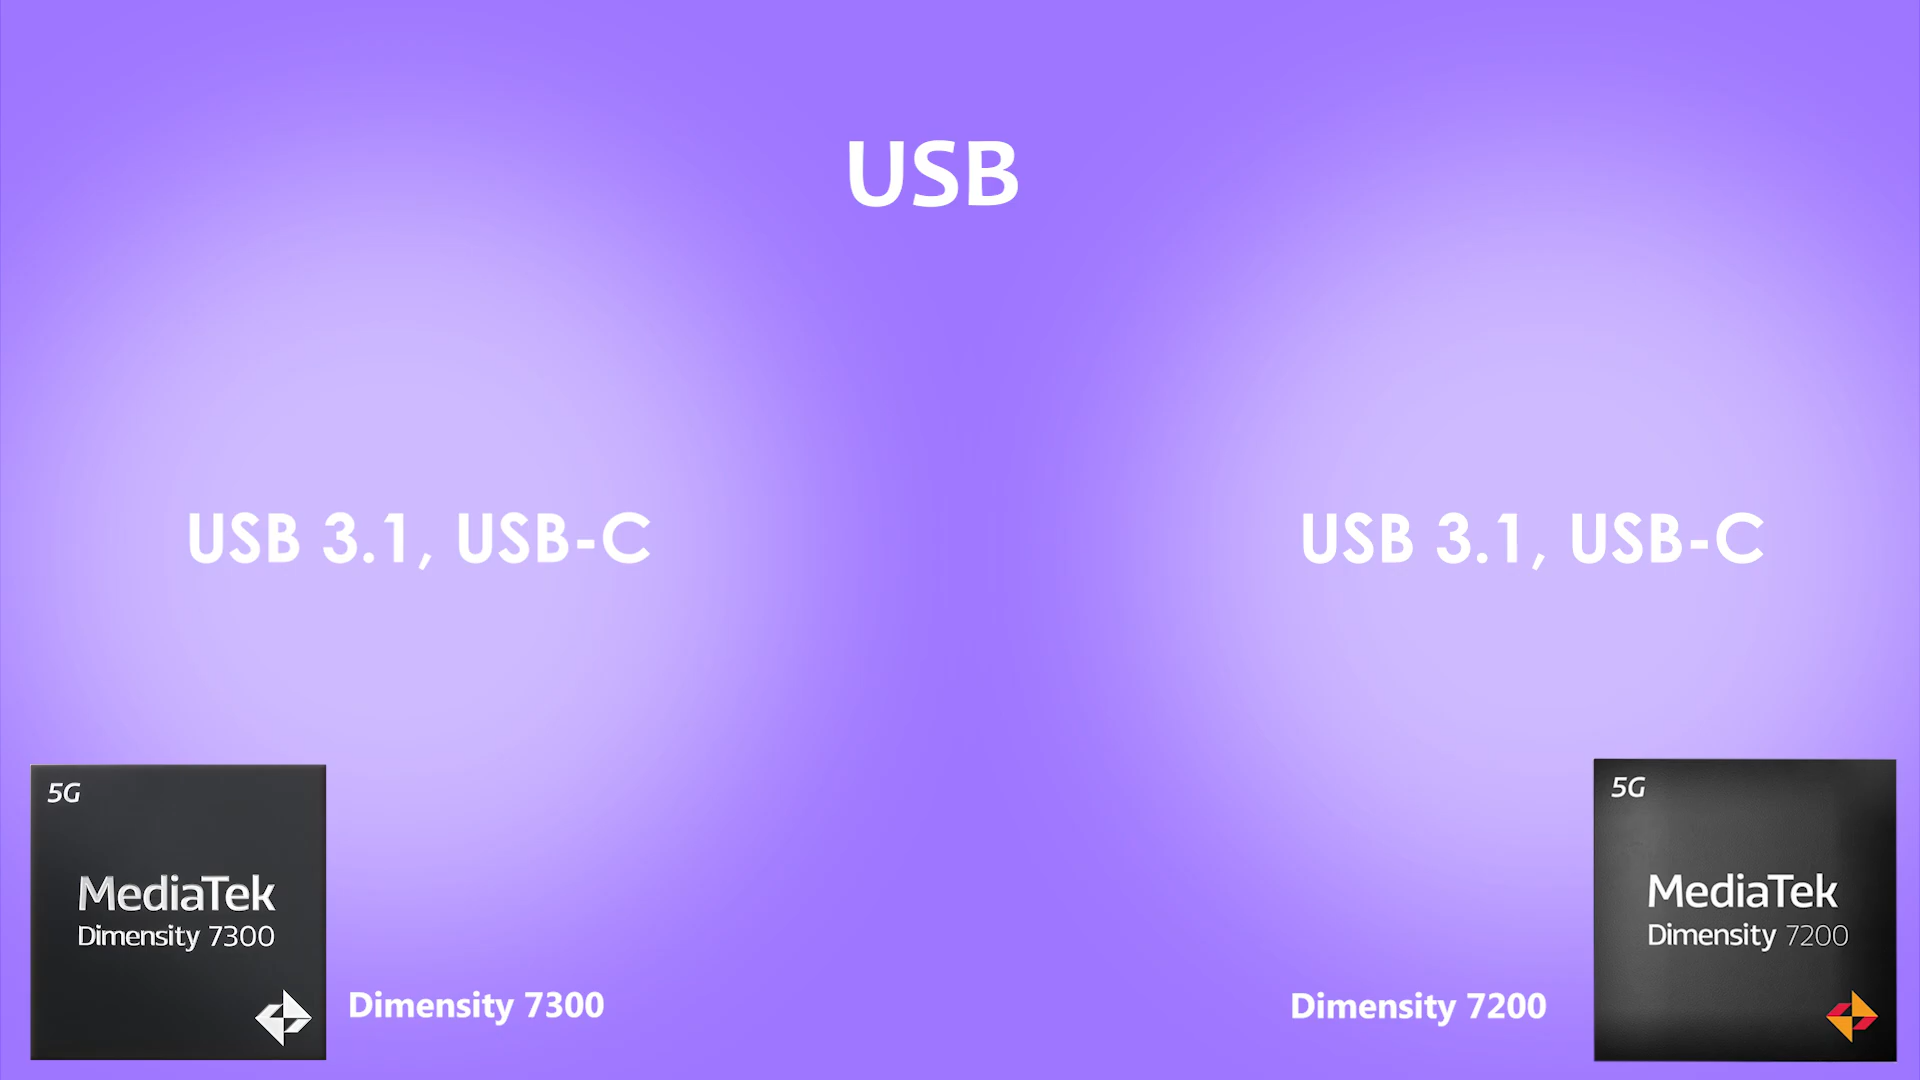 USB
USB 3.1, USB-C
USB 3.1, USB-C
5G
MediaTek
Dimensity 7300
Dimensity 7300
Dimensity 7200
5G
MediaTek
Dimensity 7200